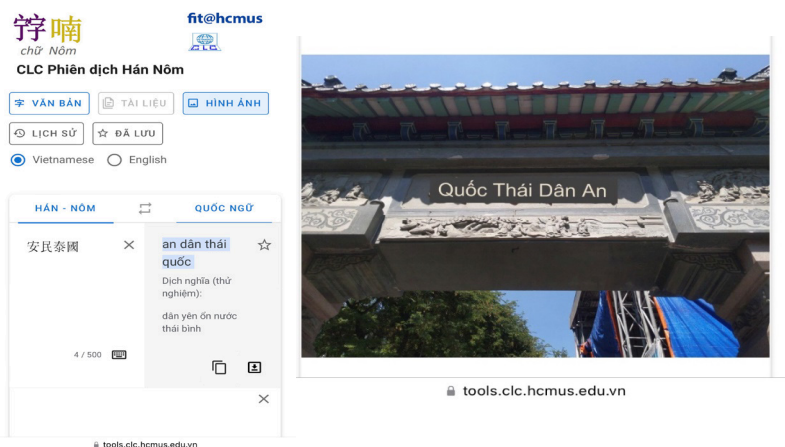 字喃
chữ Nôm
fit@hcmus
CLC
CLC Phiên dịch Hán Nôm
VĂN BẢN
TÀI LIỆU
HÌNH ẢNH
LỊCH SỬ
ĐÃ LƯU
Vietnamese
English
HÁN - NÔM
QUỐC NGỮ
安民泰國
an dân thái
quốc
Dịch nghĩa (thử
nghiệm):
dân yên ổn nước
thái bình
4 / 500
tools.clc.hcmus.edu.vn
Quốc Thái Dân An
tools.clc.hcmus.edu.vn